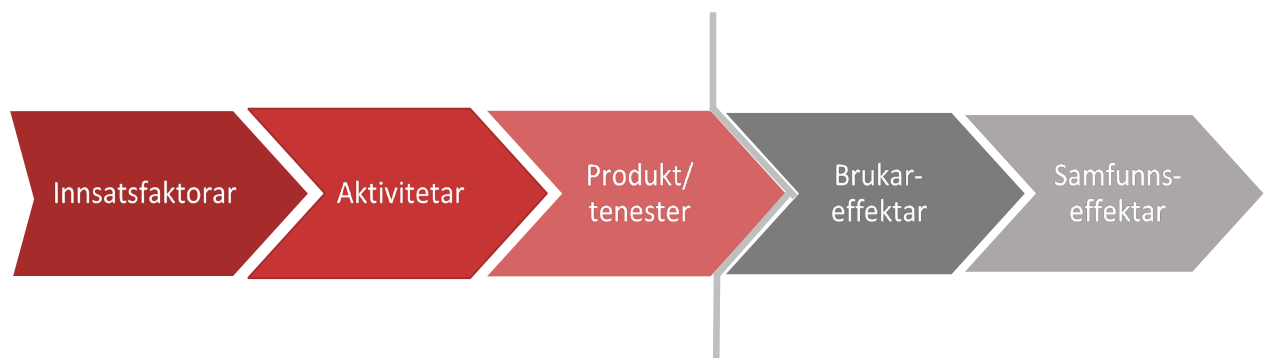 Innsatsfaktorar
Aktivitetar
Produkt/
tenester
Brukar-
effektar
Samfunns-
effektar